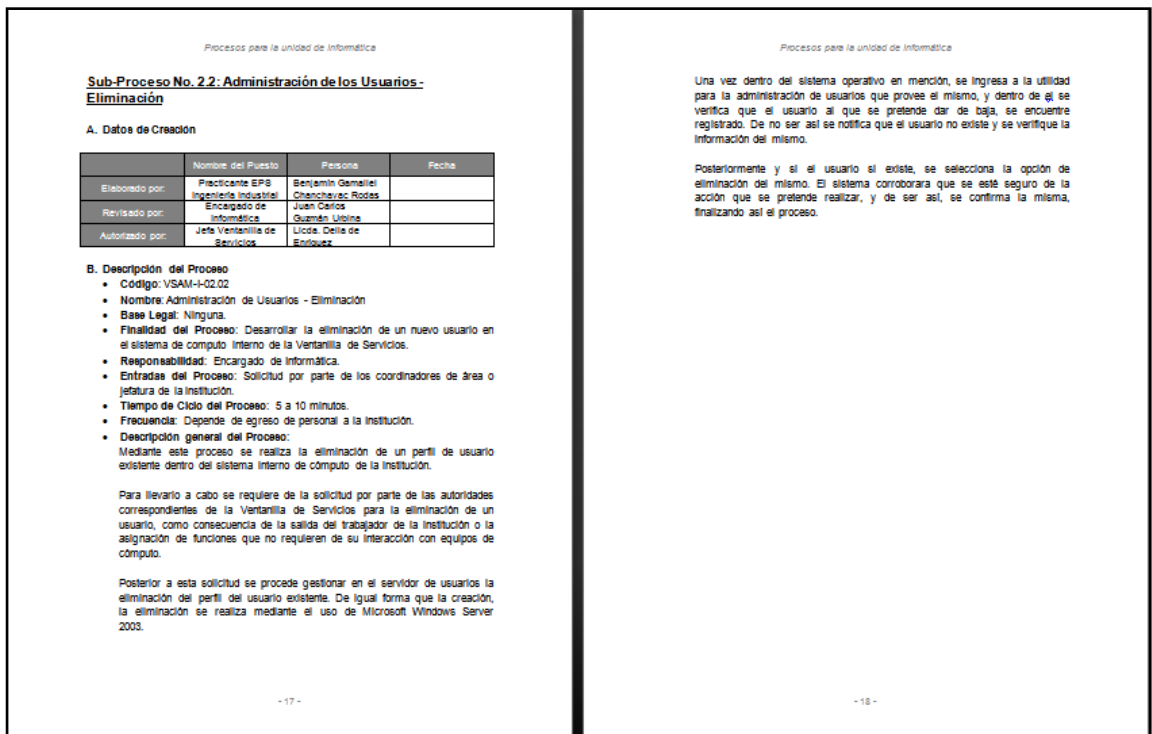 Procesos para la unidad de Informática
Sub-Proceso No. 2.2: Administración de los Usuarios -
Eliminación
A. Datos de Creación
Nombre del Puesto Persona Fecha
Elaborado por: Practicante EPS Ingeniería Industrial Benjamin Gamaliel Chanchavac Rodas
Revisado por: Encargado de Informática Juan Carlos Guzmán Urbina
Autorizado por: Jefa Ventanilla de Servicios Licda. Delia de Enriquez
B. Descripción del Proceso
• Código: VSAM-I-02.02
• Nombre: Administración de Usuarios - Eliminación
• Base Legal: Ninguna.
• Finalidad del Proceso: Desarrollar la eliminación de un nuevo usuario en
el sistema de computo interno de la Ventanilla de Servicios.
• Responsabilidad: Encargado de Informática.
• Entradas del Proceso: Solicitud por parte de los coordinadores de área o
jefatura de la institución.
• Tiempo de Ciclo del Proceso: 5 a 10 minutos.
• Frecuencia: Depende de egreso de personal a la institución.
• Descripción general del Proceso:
Mediante este proceso se realiza la eliminación de un perfil de usuario
existente dentro del sistema interno de cómputo de la institución.
Para llevarlo a cabo se requiere de la solicitud por parte de las autoridades
correspondientes de la Ventanilla de Servicios para la eliminación de un
usuario, como consecuencia de la salida del trabajador de la institución o la
asignación de funciones que no requieren de su interacción con equipos de
cómputo.
Posterior a esta solicitud se procede gestionar en el servidor de usuarios la
eliminación del perfil del usuario existente. De igual forma que la creación,
la eliminación se realiza mediante el uso de Microsoft Windows Server
2003.
- 17 -
Procesos para la unidad de Informática
Una vez dentro del sistema operativo en mención, se ingresa a la utilidad
para la administración de usuarios que provee el mismo, y dentro de el se
verifica que el usuario al que se pretende dar de baja, se encuentre
registrado. De no ser así se notifica que el usuario no existe y se verifique la
información del mismo.
Posteriormente y si el usuario si existe, se selecciona la opción de
eliminación del mismo. El sistema corroborara que se esté seguro de la
acción que se pretende realizar, y de ser así, se confirma la misma,
finalizando así el proceso.
- 18 -